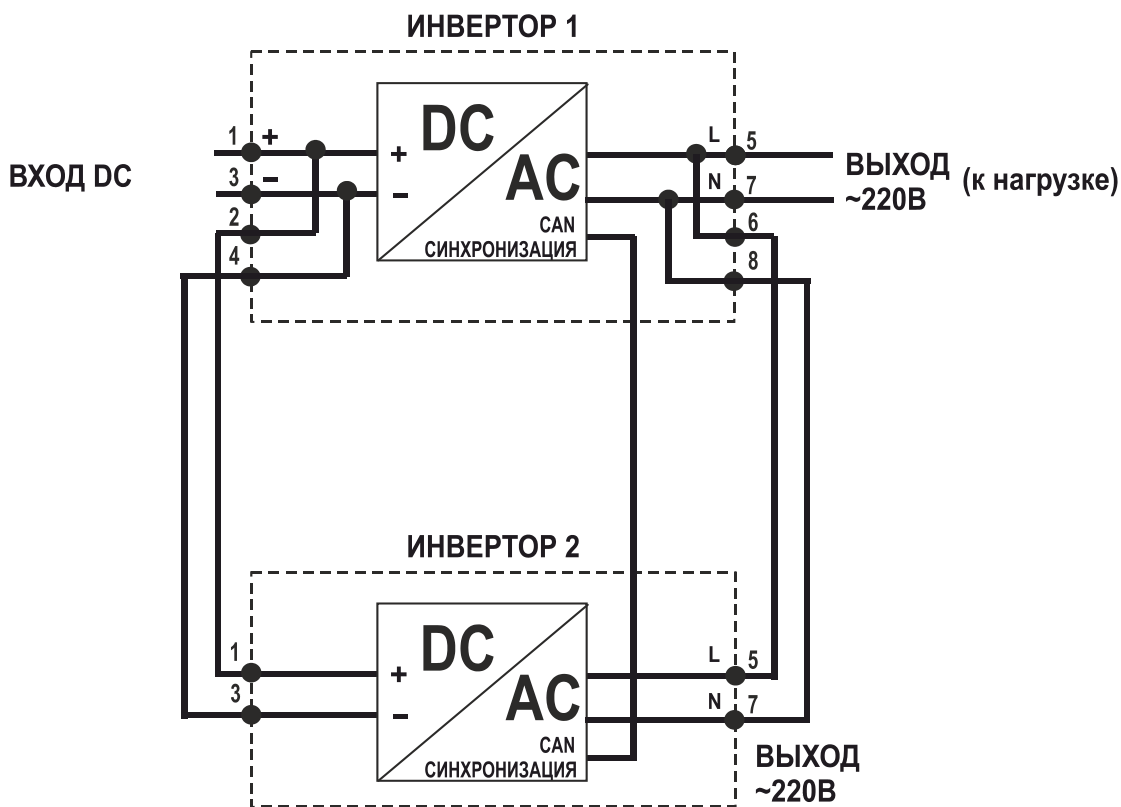 ИНВЕРТОР 1
ВХОД DC
1
+
3
−
2
4
+
−
DC
AC
CAN
СИНХРОНИЗАЦИЯ
L
5
N
7
6
8
ВЫХОД
~220В
(к нагрузке)
ИНВЕРТОР 2
1
3
+
−
DC
AC
CAN
СИНХРОНИЗАЦИЯ
L
5
N
7
ВЫХОД
~220В